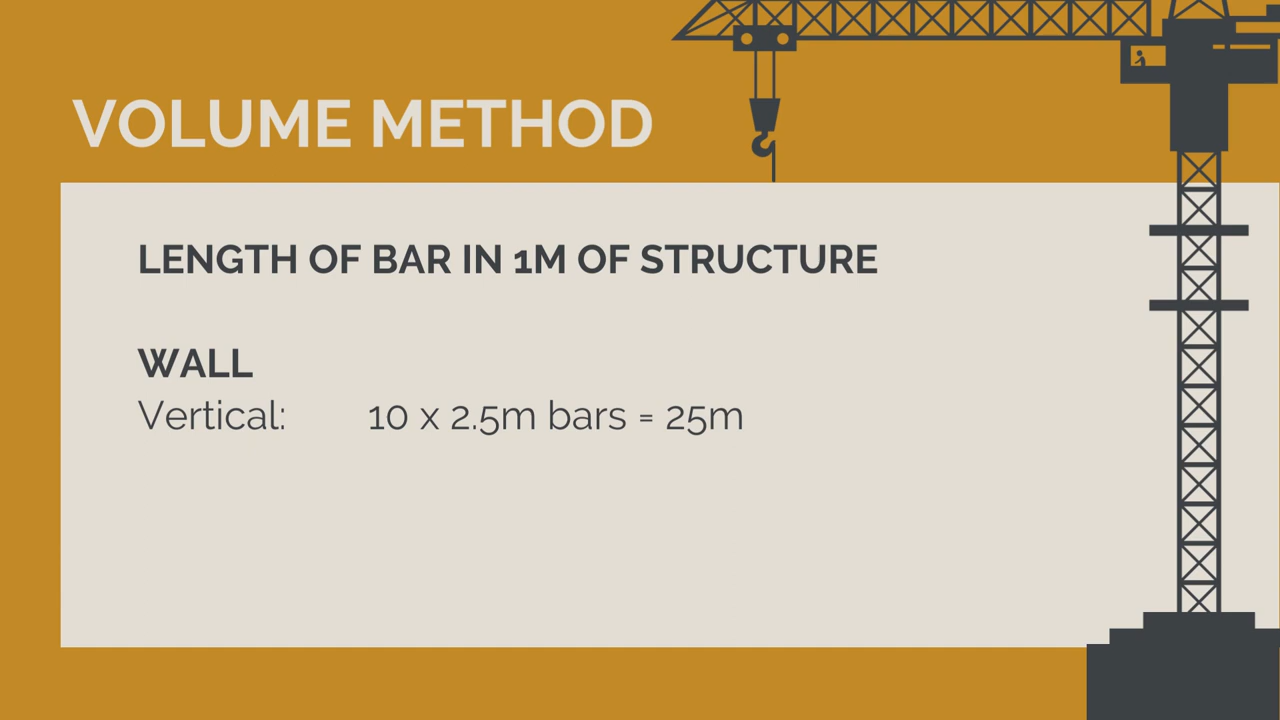 VOLUME METHOD
LENGTH OF BAR IN 1M OF STRUCTURE
WALL
Vertical: 10 x 2.5m bars = 25m